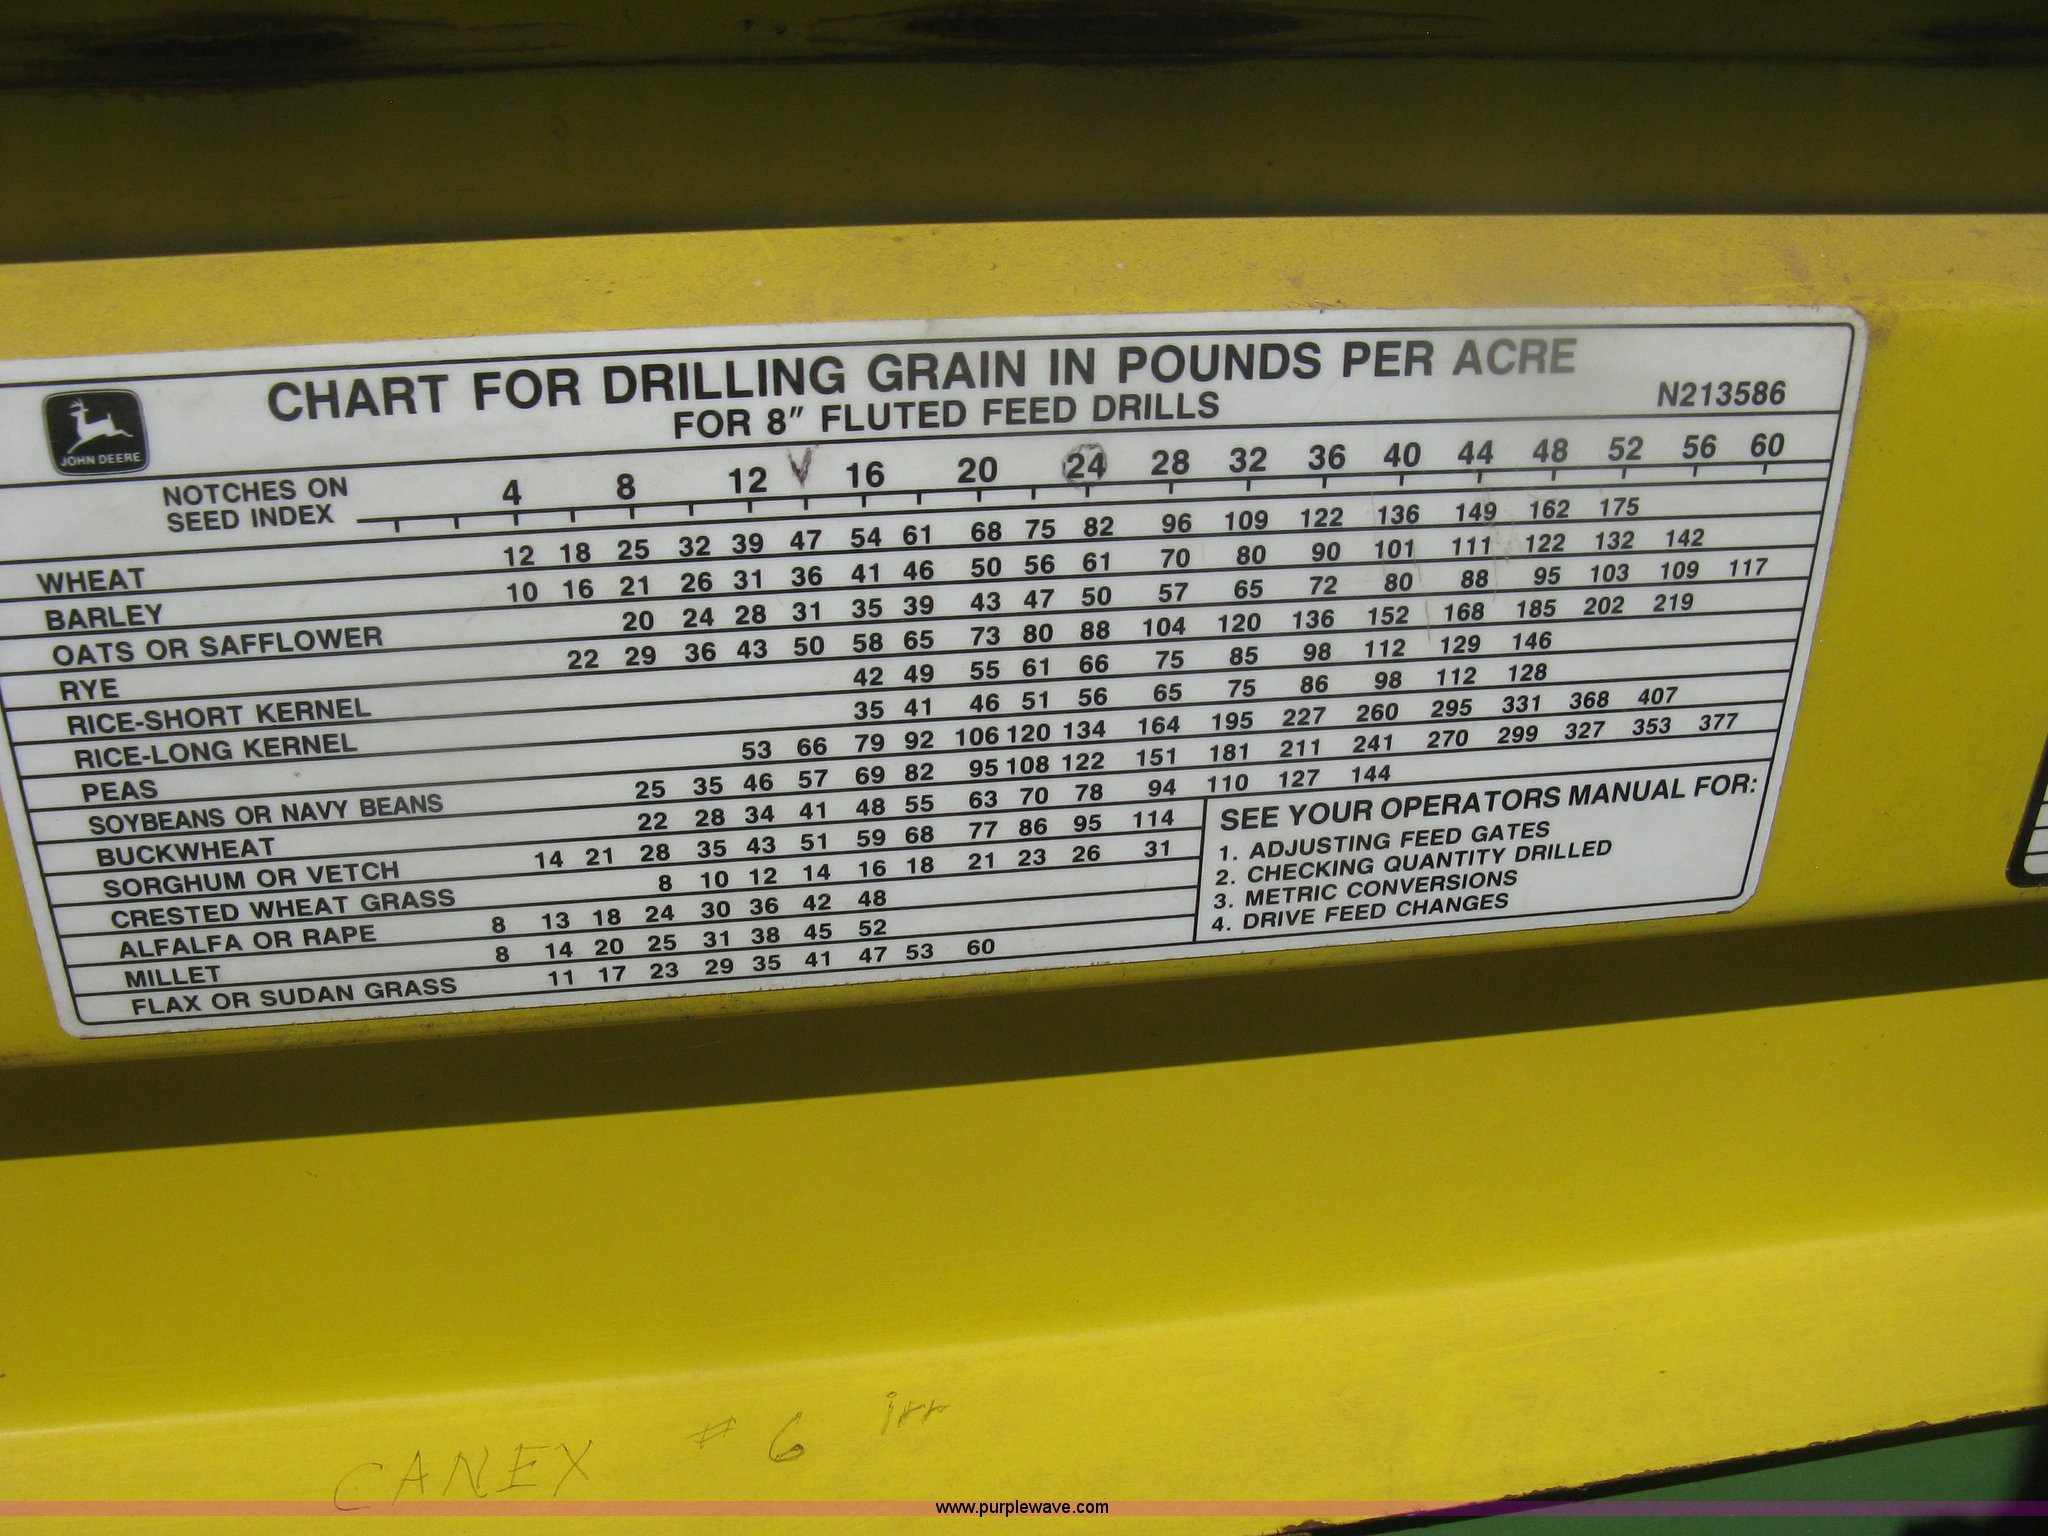 CHART FOR DRILLING GRAIN IN POUNDS PER ACRE
FOR 8" FLUTED FEED DRILLS
N213586
JOHN DEERE
NOTCHES ON
SEED INDEX
4 8 12 16 20 24 28 32 36 40 44 48 52 56 60
WHEAT 12 18 25 32 39 47 54 61 68 75 82 96 109 122 136 149 162 175
BARLEY 10 16 21 26 31 36 41 46 50 56 61 70 80 90 101 111 122 132 142
OATS OR SAFFLOWER 20 24 28 31 35 39 43 47 50 57 65 72 80 88 95 103 109 117
RYE 22 29 36 43 50 58 65 73 80 88 104 120 136 152 168 185 202 219
RICE-SHORT KERNEL 42 49 55 61 66 75 85 98 112 129 146
RICE-LONG KERNEL 35 41 46 51 56 65 75 86 98 112 128
PEAS 53 66 79 92 106 120 134 164 195 227 260 295 331 368 407
SOYBEANS OR NAVY BEANS 25 35 46 57 69 82 95 108 122 151 181 211 241 270 299 327 353 377
BUCKWHEAT 22 28 34 41 48 55 63 70 78 94 110 127 144
SORGHUM OR VETCH 14 21 28 35 43 51 59 68 77 86 95 114
CRESTED WHEAT GRASS 8 10 12 14 16 18 21 23 26 31
ALFALFA OR RAPE 8 13 18 24 30 36 42 48
MILLET 8 14 20 25 31 38 45 52
FLAX OR SUDAN GRASS 11 17 23 29 35 41 47 53 60
SEE YOUR OPERATORS MANUAL FOR:
1. ADJUSTING FEED GATES
2. CHECKING QUANTITY DRILLED
3. METRIC CONVERSIONS
4. DRIVE FEED CHANGES
CANEX # 6 irr
www.purplewave.com